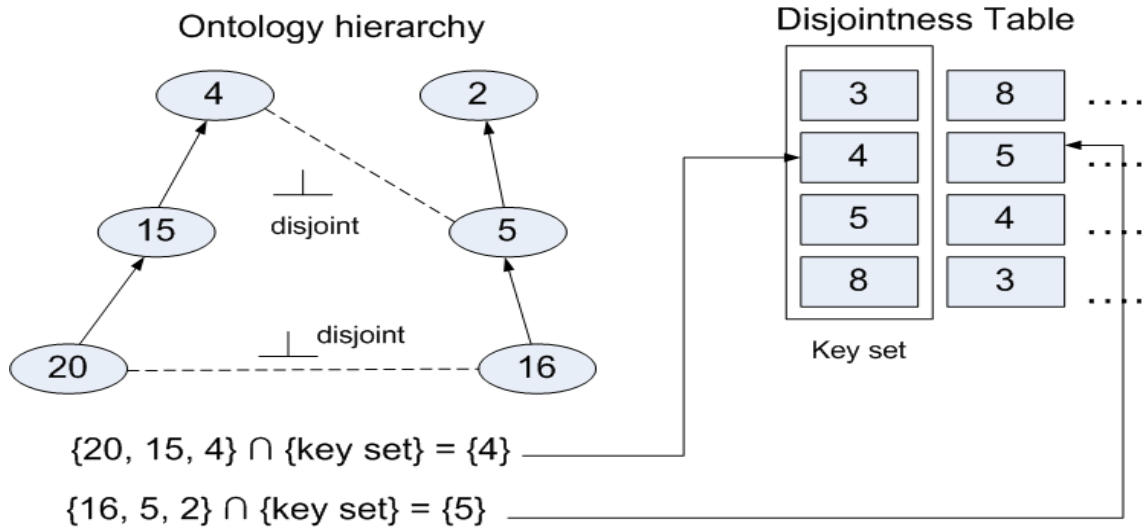 Ontology hierarchy
Disjointness Table
4
2
3 8 ....
4 5 ....
disjoint
15
5
5 4 ....
8 3 ....
disjoint
Key set
20
16
{20, 15, 4} ∩ {key set} = {4}
{16, 5, 2} ∩ {key set} = {5}